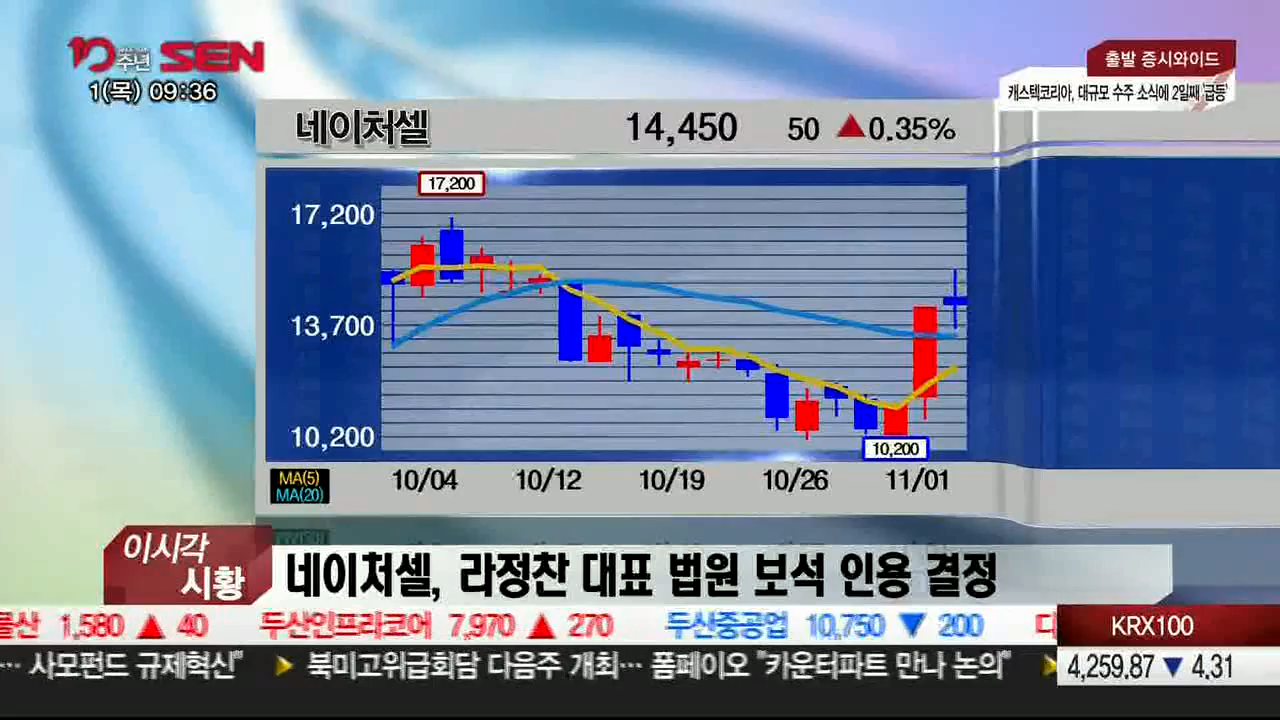 10주년 SEN
1(목) 09:36
출발 증시와이드
캐스텍코리아, 대규모 수주 소식에 2일째 '급등'
네이처셀 14,450 50 ▲0.35%
17,200
17,200
13,700
10,200
10,200
MA(5)
MA(20)
10/04 10/12 10/19 10/26 11/01
이시각
시황
네이처셀, 라정찬 대표 법원 보석 인용 결정
물산 1,580 ▲ 40 두산인프라코어 7,970 ▲ 270 두산중공업 10,750 ▼ 200
KRX100
… 사모펀드 규제혁신" ▶ 북미고위급회담 다음주 개최… 폼페이오 "카운터파트 만나 논의" ▶
4,259.87 ▼ 4.31